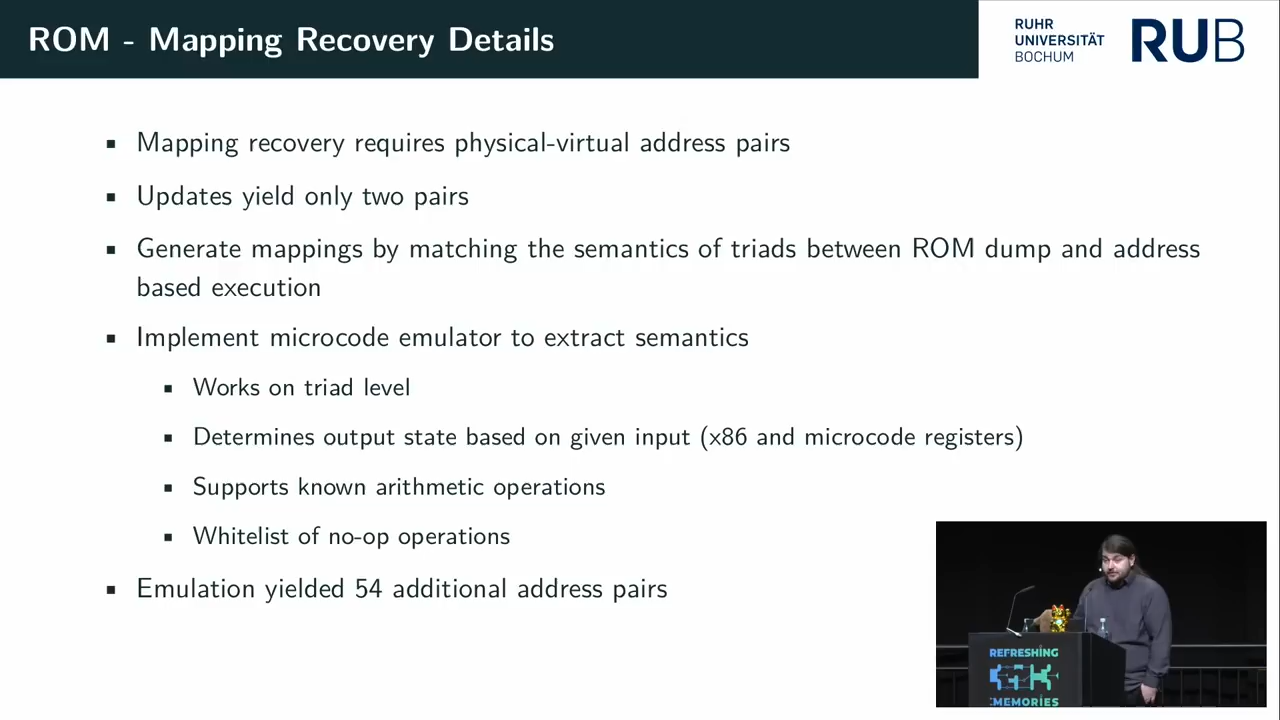 ROM - Mapping Recovery Details
RUHR
UNIVERSITÄT
BOCHUM
RUB
▪ Mapping recovery requires physical-virtual address pairs
▪ Updates yield only two pairs
▪ Generate mappings by matching the semantics of triads between ROM dump and address
based execution
▪ Implement microcode emulator to extract semantics
▪ Works on triad level
▪ Determines output state based on given input (x86 and microcode registers)
▪ Supports known arithmetic operations
▪ Whitelist of no-op operations
▪ Emulation yielded 54 additional address pairs
REFRESHING
MEMORIES